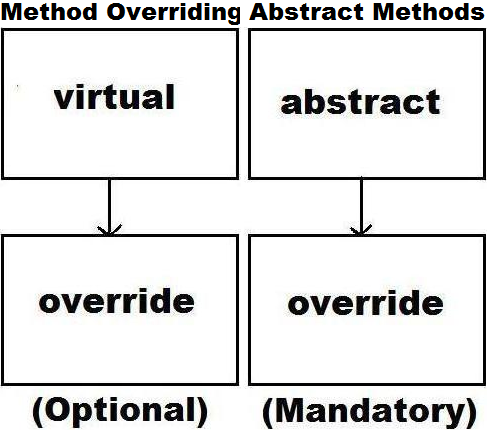 Method Overriding Abstract Methods
virtual
abstract
override
override
(Optional)
(Mandatory)